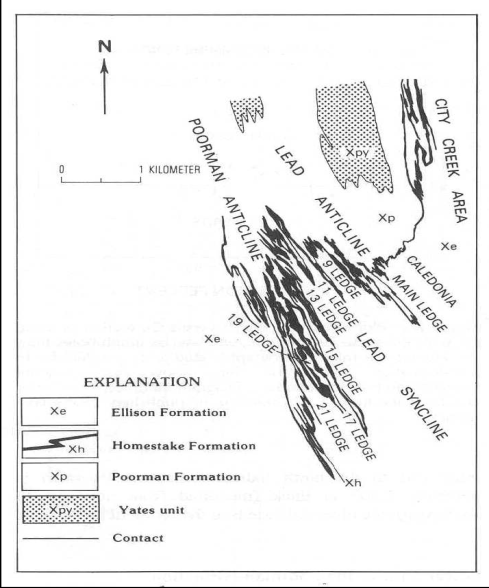 N
0 1 KILOMETER
POORMAN ANTICLINE
LEAD ANTICLINE
Xpy
CITY CREEK AREA
Xp
Xe
CALEDONIA
MAIN LEDGE
9 LEDGE
11 LEDGE
13 LEDGE
15 LEDGE
17 LEDGE
19 LEDGE
21 LEDGE
LEAD SYNCLINE
Xe
Xh
EXPLANATION
Xe Ellison Formation
Xh Homestake Formation
Xp Poorman Formation
Xpy Yates unit
Contact